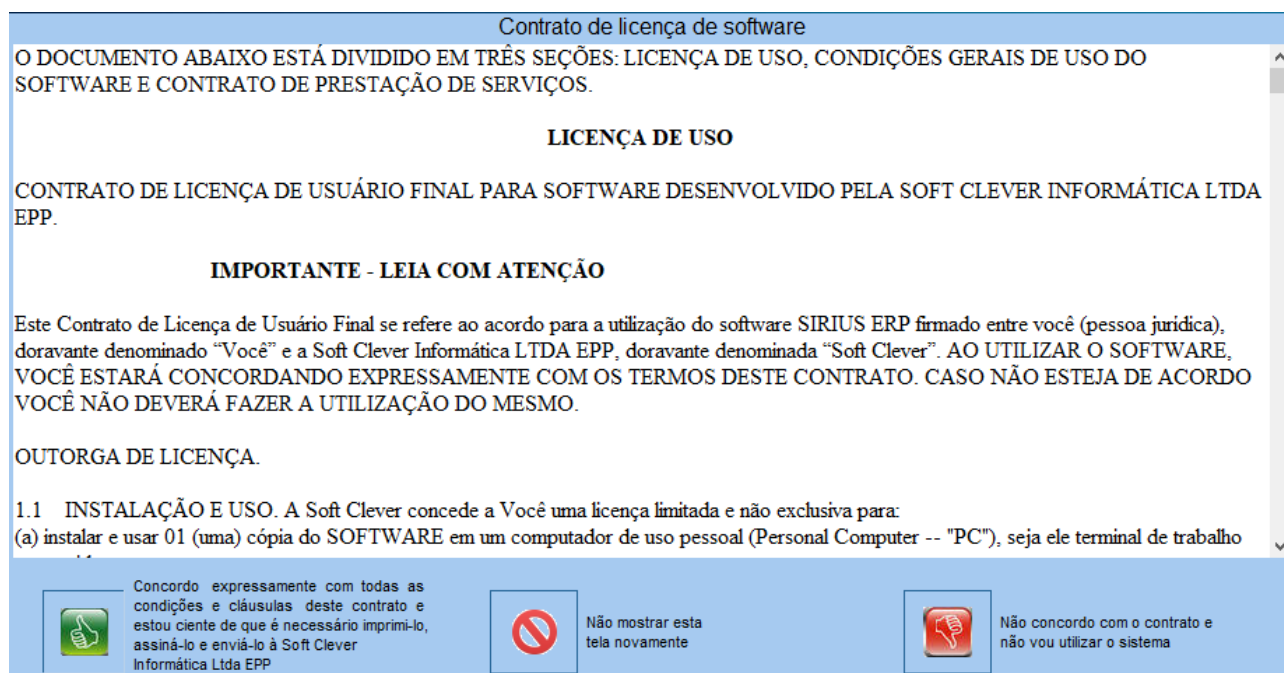 Contrato de licença de software
O DOCUMENTO ABAIXO ESTÁ DIVIDIDO EM TRÊS SEÇÕES: LICENÇA DE USO, CONDIÇÕES GERAIS DE USO DO
SOFTWARE E CONTRATO DE PRESTAÇÃO DE SERVIÇOS.
LICENÇA DE USO
CONTRATO DE LICENÇA DE USUÁRIO FINAL PARA SOFTWARE DESENVOLVIDO PELA SOFT CLEVER INFORMÁTICA LTDA
EPP.
IMPORTANTE - LEIA COM ATENÇÃO
Este Contrato de Licença de Usuário Final se refere ao acordo para a utilização do software SIRIUS ERP firmado entre você (pessoa jurídica),
doravante denominado “Você” e a Soft Clever Informática LTDA EPP, doravante denominada “Soft Clever”. AO UTILIZAR O SOFTWARE,
VOCÊ ESTARÁ CONCORDANDO EXPRESSAMENTE COM OS TERMOS DESTE CONTRATO. CASO NÃO ESTEJA DE ACORDO
VOCÊ NÃO DEVERÁ FAZER A UTILIZAÇÃO DO MESMO.
OUTORGA DE LICENÇA.
1.1 INSTALAÇÃO E USO. A Soft Clever concede a Você uma licença limitada e não exclusiva para:
(a) instalar e usar 01 (uma) cópia do SOFTWARE em um computador de uso pessoal (Personal Computer -- "PC"), seja ele terminal de trabalho
Concordo expressamente com todas as
condições e cláusulas deste contrato e
estou ciente de que é necessário imprimi-lo,
assiná-lo e enviá-lo à Soft Clever
Informática Ltda EPP
Não mostrar esta
tela novamente
Não concordo com o contrato e
não vou utilizar o sistema